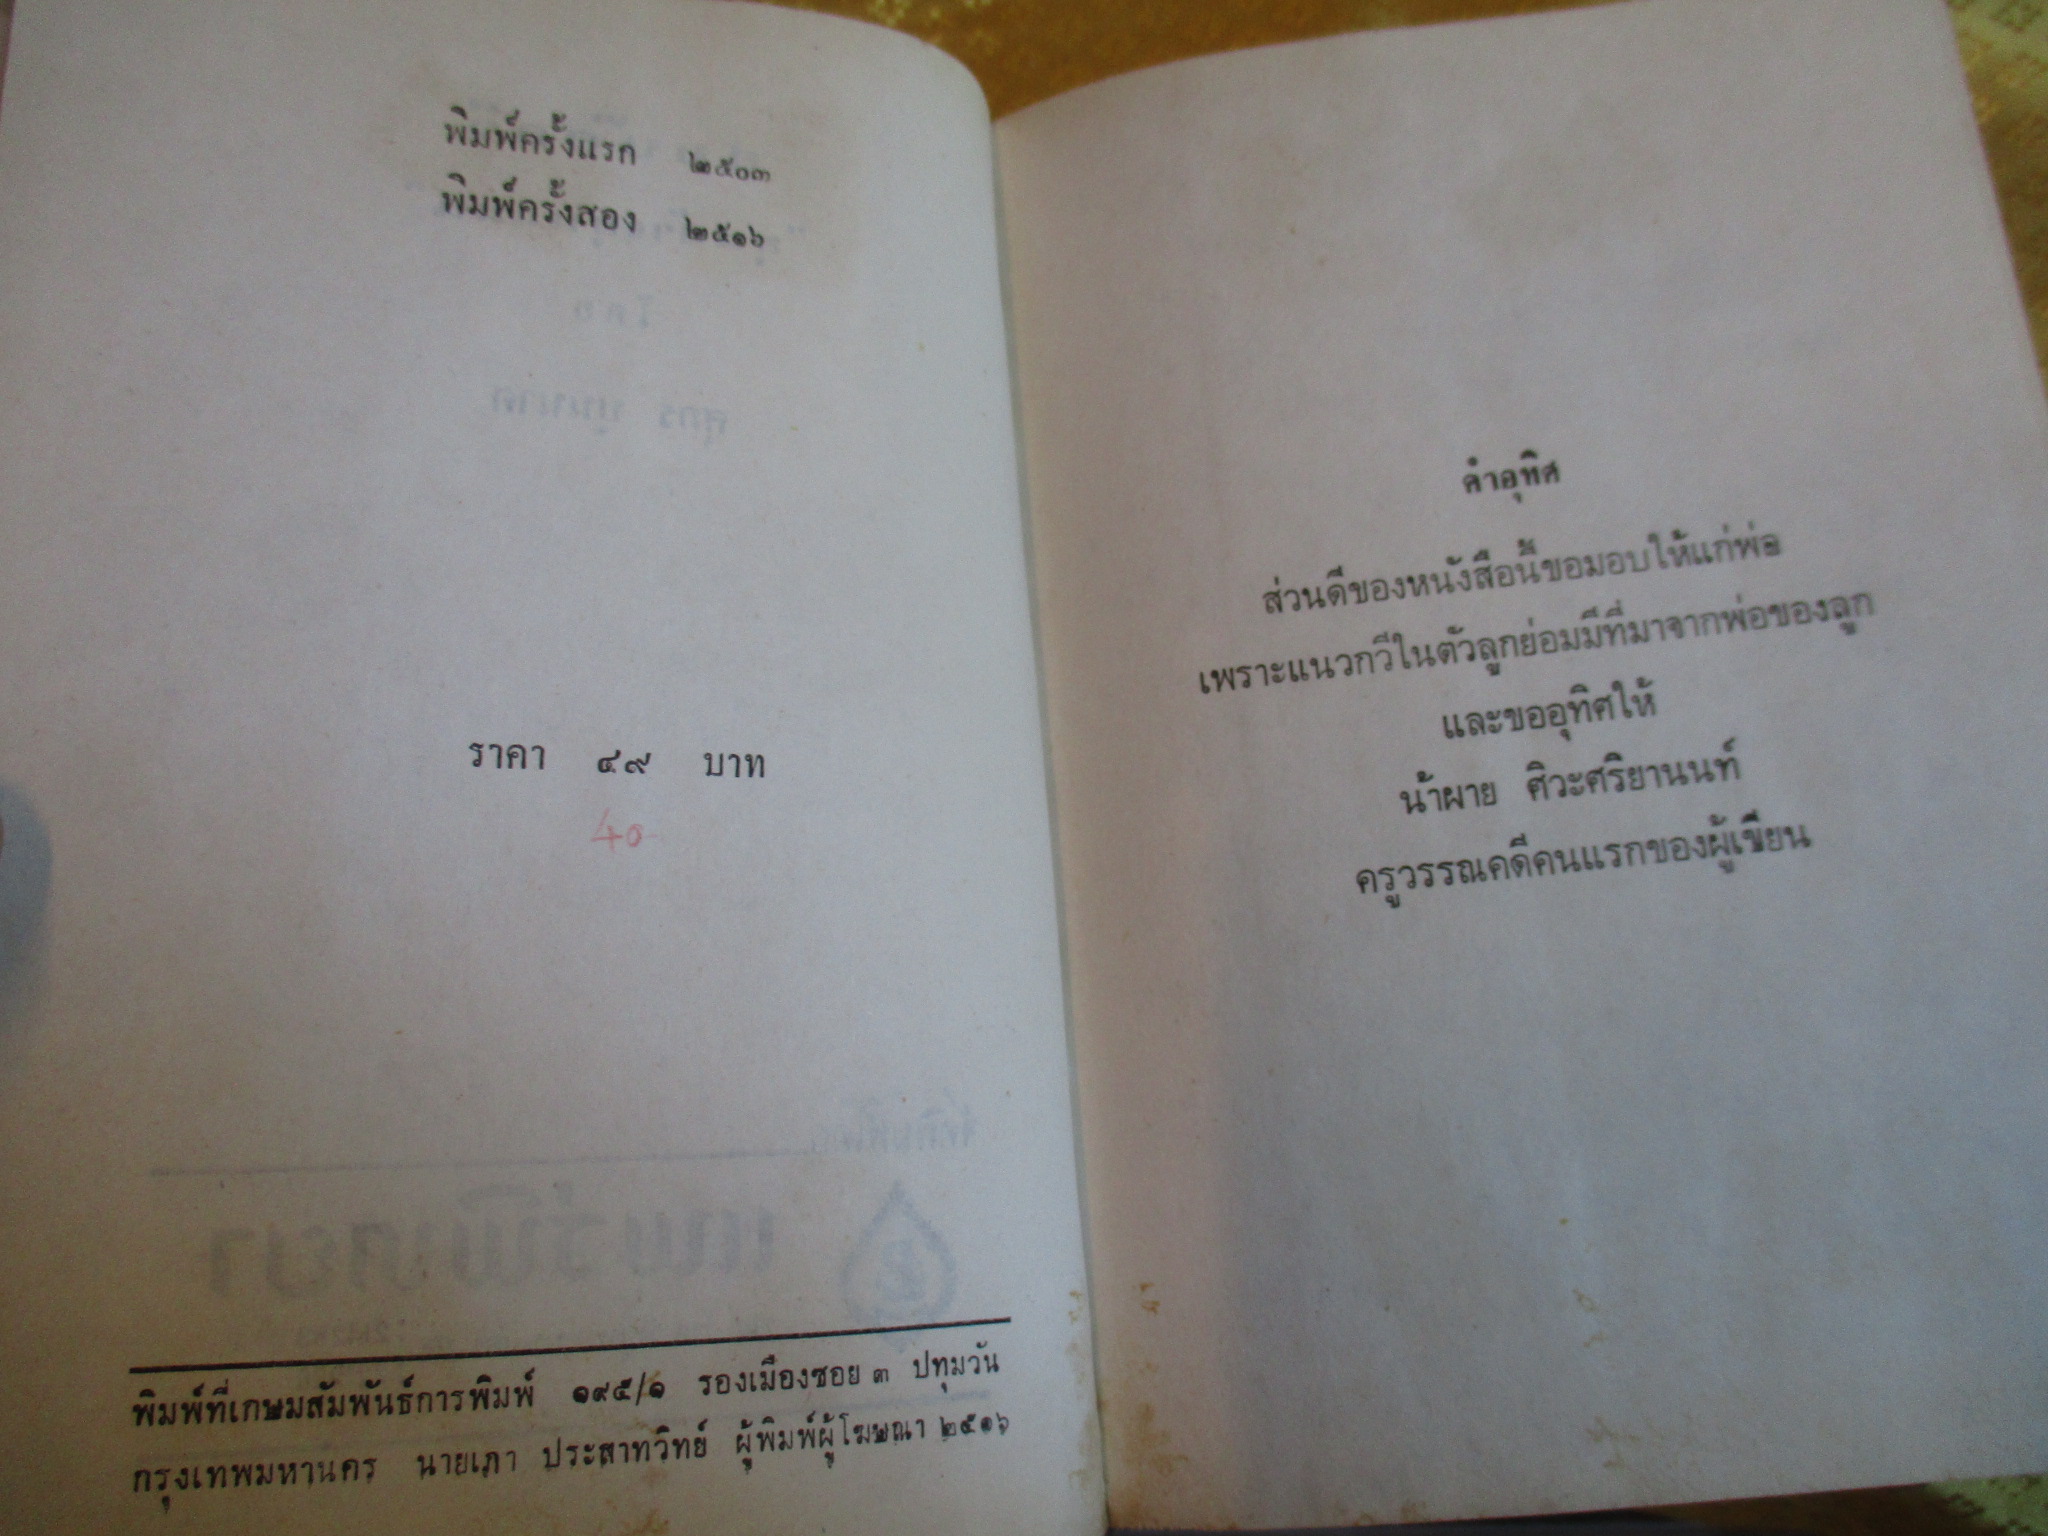 พิมพ์ครั้งแรก ๒๕๐๓
พิมพ์ครั้งสอง ๒๕๑๖
ราคา ๔๙ บาท
40
พิมพ์ที่เกษมสัมพันธ์การพิมพ์ ๑๙๕/๑ รองเมืองซอย ๓ ปทุมวัน
กรุงเทพมหานคร นายเภา ประสาทวิทย์ ผู้พิมพ์ผู้โฆษณา ๒๕๑๖
คำอุทิศ
ส่วนดีของหนังสือนี้ขอมอบให้แก่พ่อ
เพราะแนวกวีในตัวลูกย่อมมีที่มาจากพ่อของลูก
และขออุทิศให้
น้าผาย ศิวะศริยานนท์
ครูวรรณคดีคนแรกของผู้เขียน